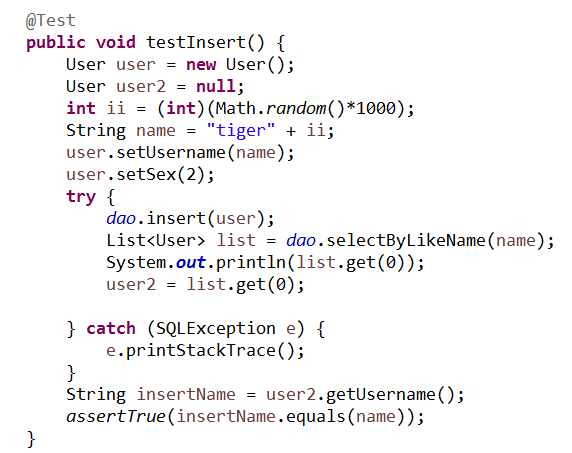 @Test
public void testInsert() {
    User user = new User();
    User user2 = null;
    int ii = (int)(Math.random()*1000);
    String name = "tiger" + ii;
    user.setUsername(name);
    user.setSex(2);
    try {
        dao.insert(user);
        List<User> list = dao.selectByLikeName(name);
        System.out.println(list.get(0));
        user2 = list.get(0);
    } catch (SQLException e) {
        e.printStackTrace();
    }
    String insertName = user2.getUsername();
    assertTrue(insertName.equals(name));
}